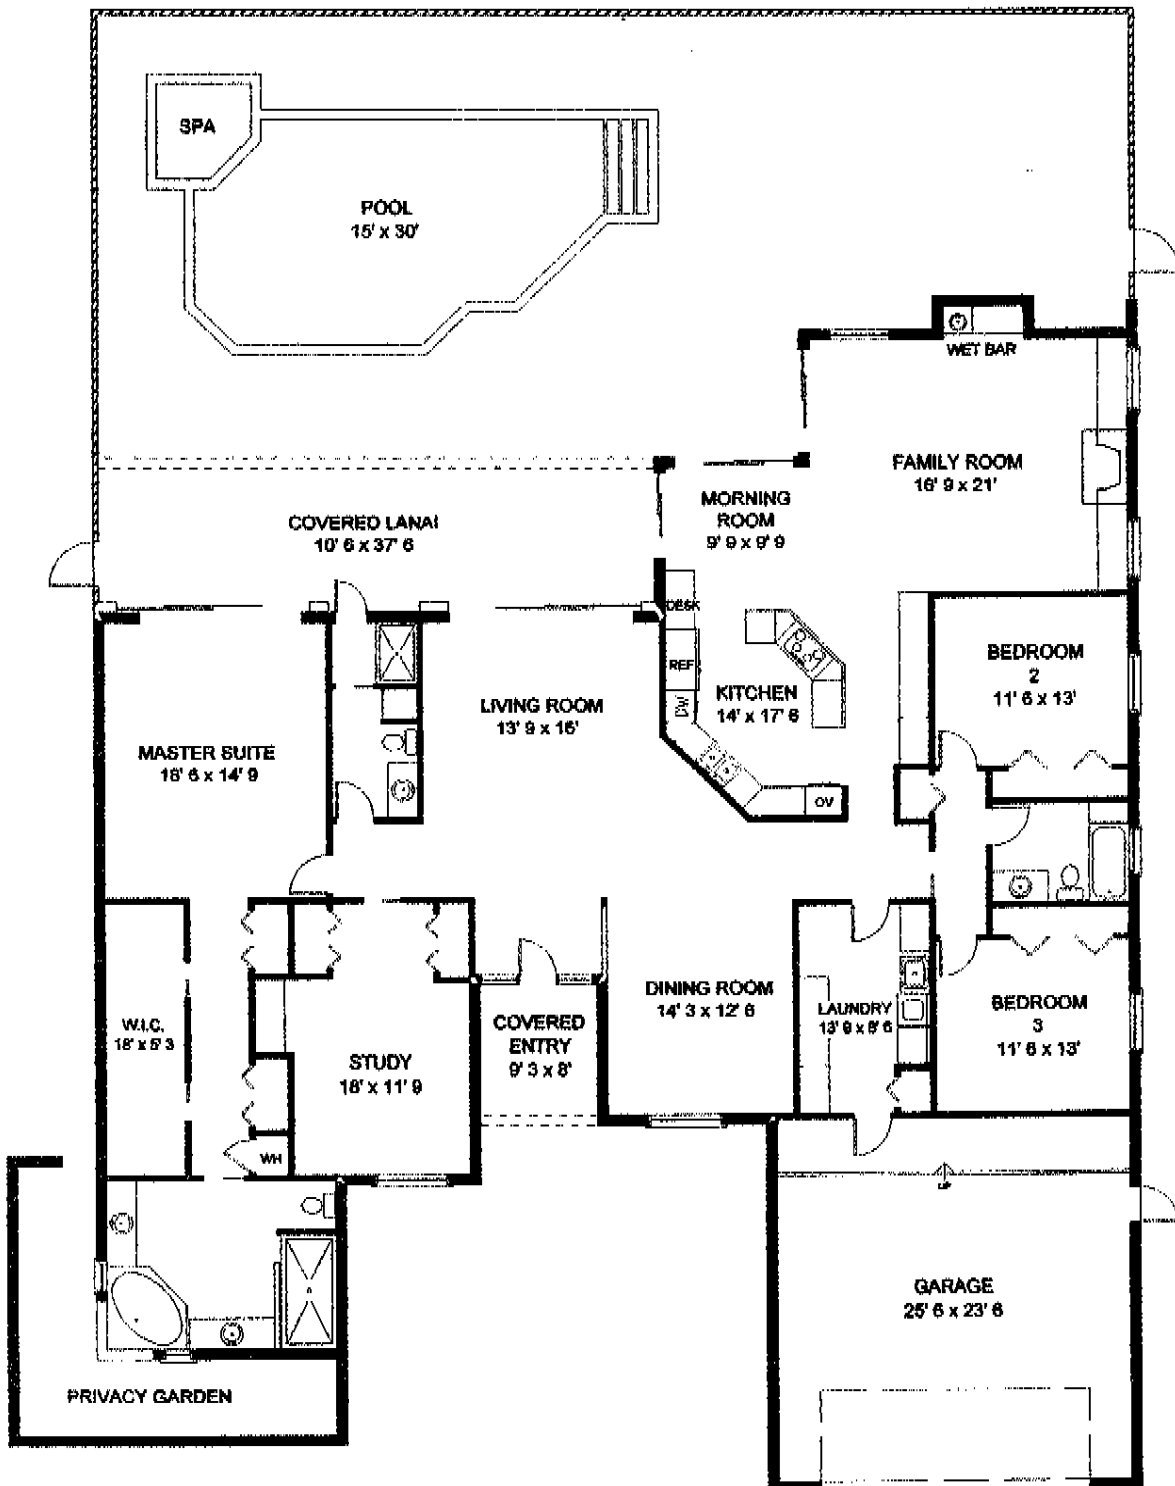 SPA
POOL
15' x 30'
WET BAR
FAMILY ROOM
16' 9 x 21'
MORNING
ROOM
9' 9 x 9' 9
COVERED LANAI
10' 6 x 37' 6
DESK
REF
DW
KITCHEN
14' x 17' 6
OV
BEDROOM
2
11' 6 x 13'
LIVING ROOM
13' 9 x 16'
MASTER SUITE
18' 6 x 14' 9
W.I.C.
18' x 5' 3
STUDY
18' x 11' 9
COVERED
ENTRY
9' 3 x 8'
DINING ROOM
14' 3 x 12' 6
LAUNDRY
13' 9 x 8' 6
BEDROOM
3
11' 6 x 13'
WH
UP
GARAGE
25' 6 x 23' 6
PRIVACY GARDEN